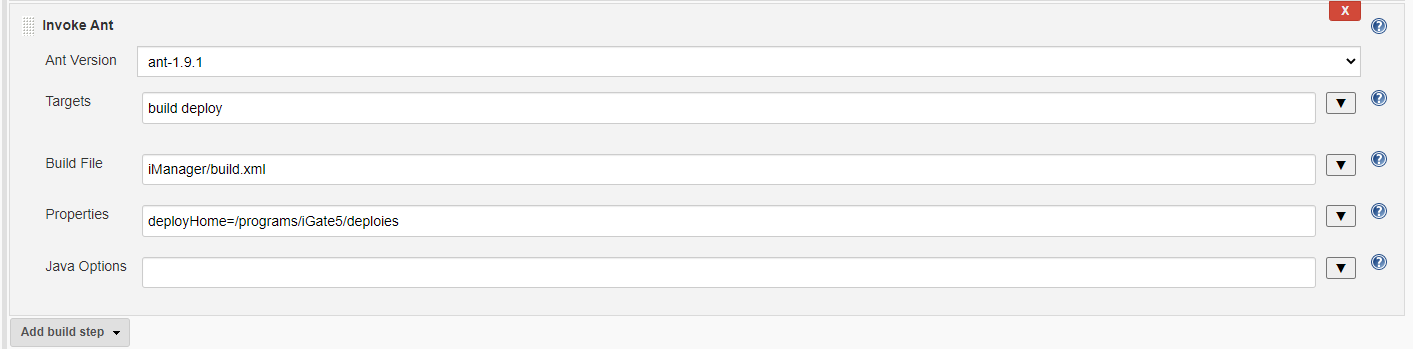 Invoke Ant
X
?
Ant Version
ant-1.9.1
Targets
build deploy
▼
?
Build File
iManager/build.xml
▼
?
Properties
deployHome=/programs/iGate5/deploies
▼
?
Java Options
▼
?
Add build step